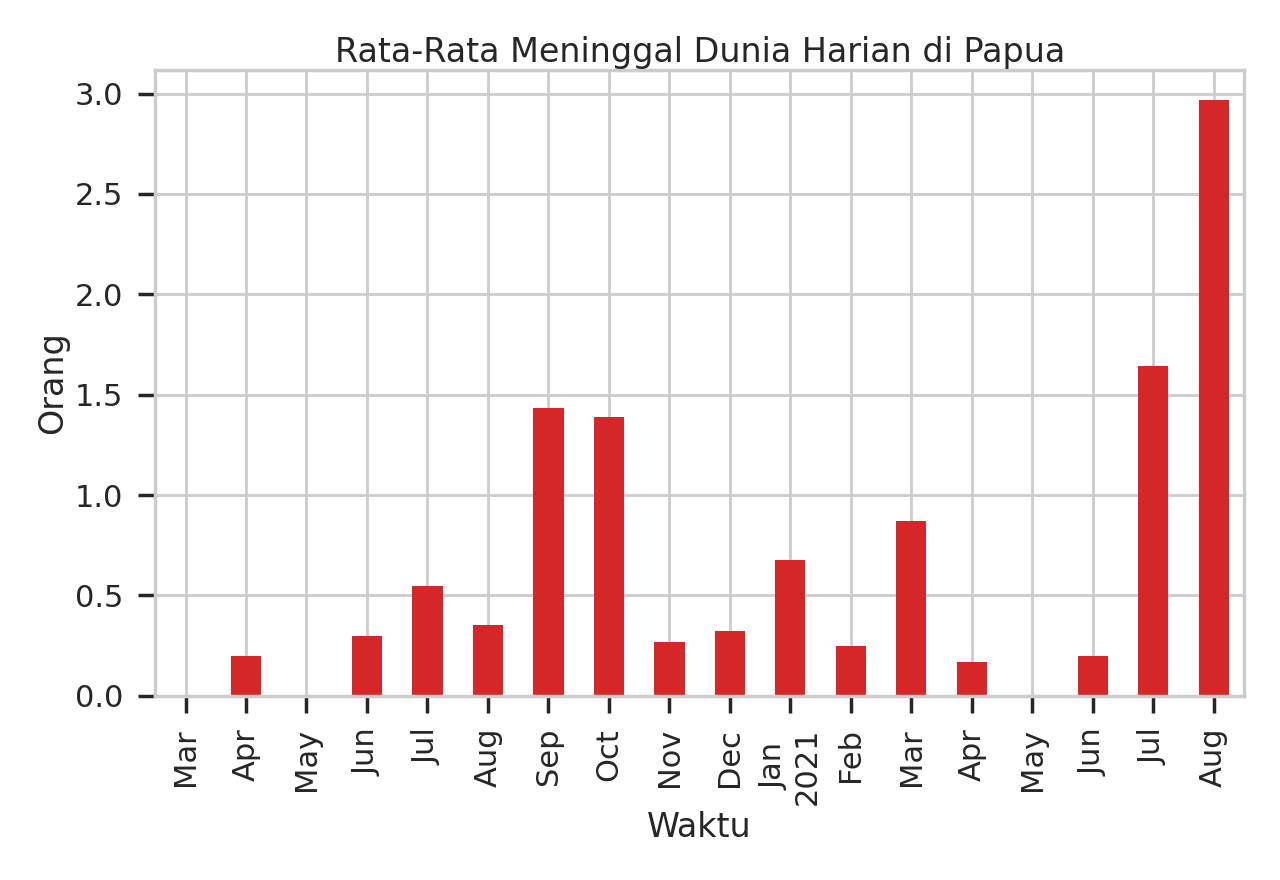 Rata-Rata Meninggal Dunia Harian di Papua
3.0
2.5
2.0
1.5
1.0
0.5
0.0
Orang
Mar
Apr
May
Jun
Jul
Aug
Sep
Oct
Nov
Dec
Jan
2021
Feb
Mar
Apr
May
Jun
Jul
Aug
Waktu